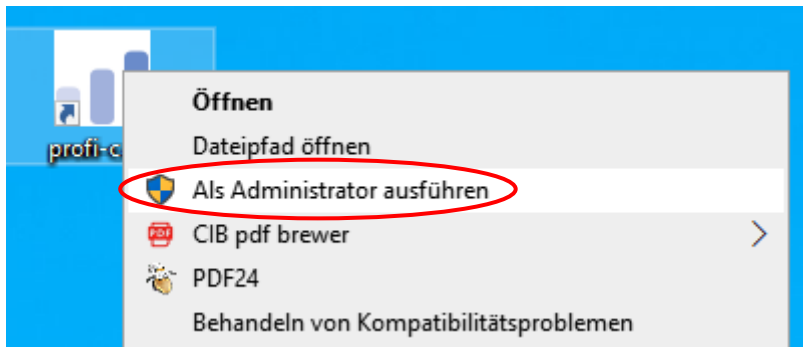 Öffnen
profi-c
Dateipfad öffnen
Als Administrator ausführen
CIB pdf brewer
PDF24
Behandeln von Kompatibilitätsproblemen